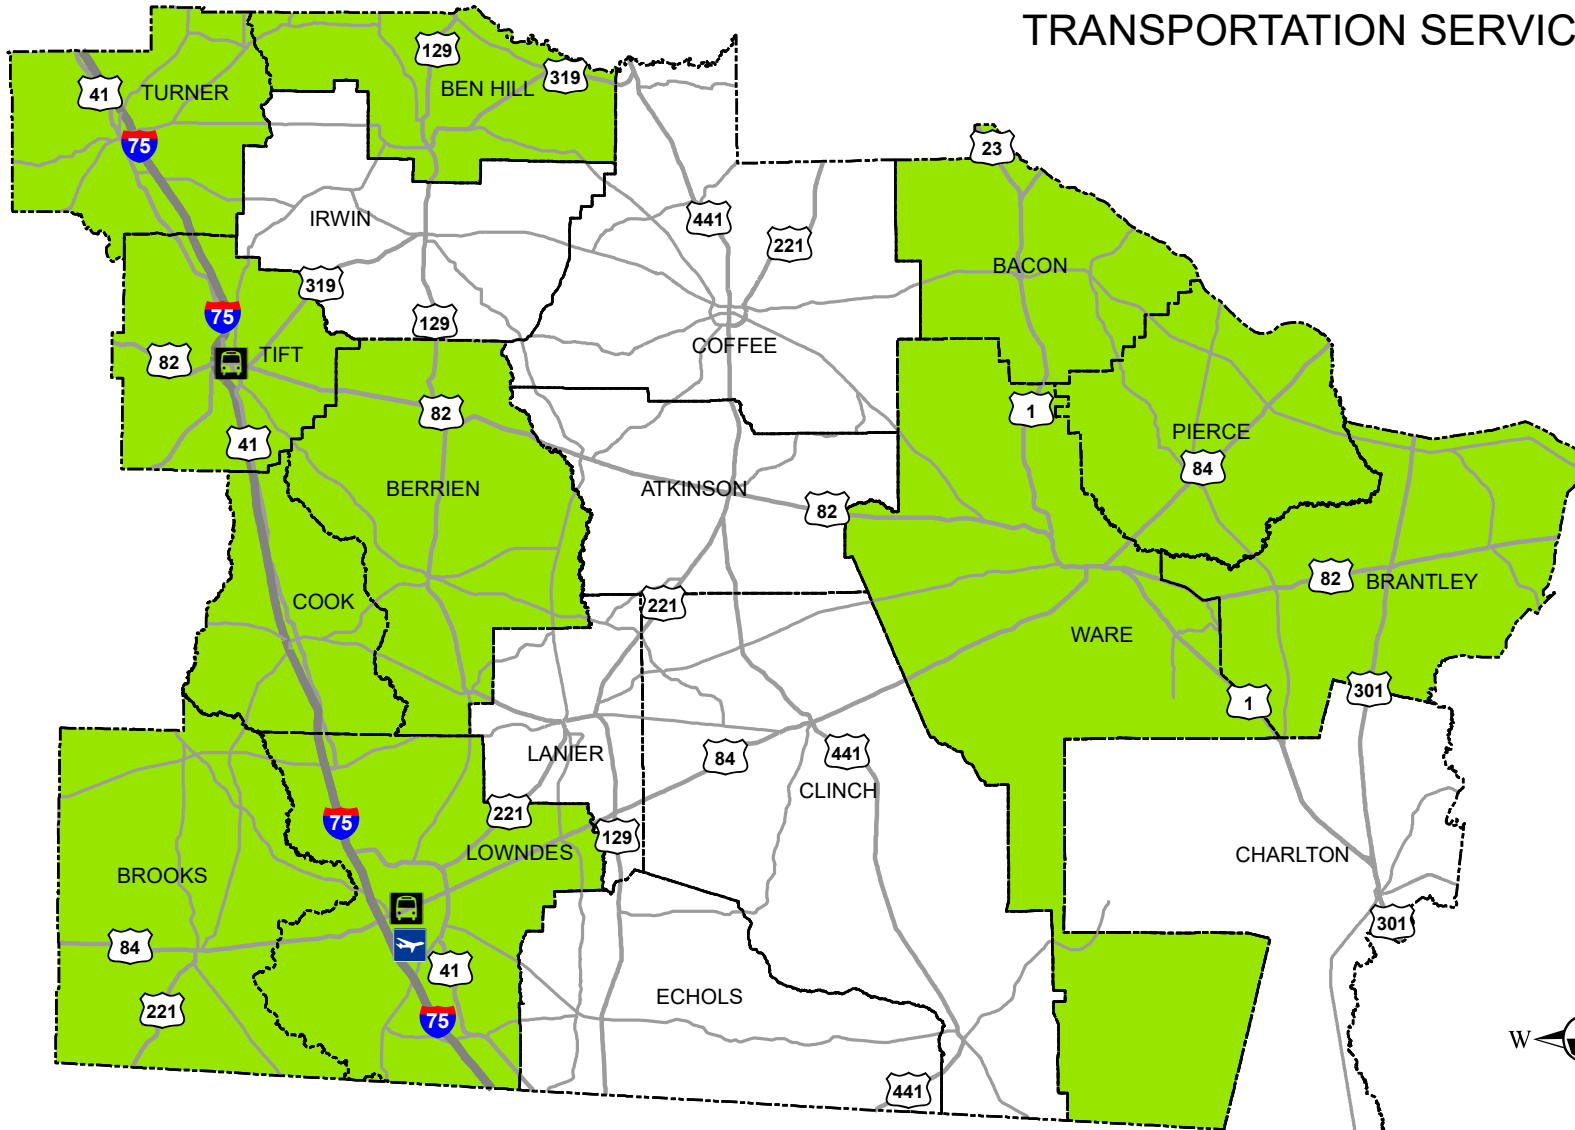 TRANSPORTATION SERVIC
129
319
41
TURNER
BEN HILL
75
23
IRWIN
441
221
BACON
319
75
129
82
TIFT
COFFEE
82
1
41
PIERCE
84
BERRIEN
ATKINSON
82
82
BRANTLEY
COOK
221
WARE
301
1
LANIER
84
441
CLINCH
75
221
129
LOWNDES
CHARLTON
BROOKS
301
84
41
221
75
ECHOLS
W
441